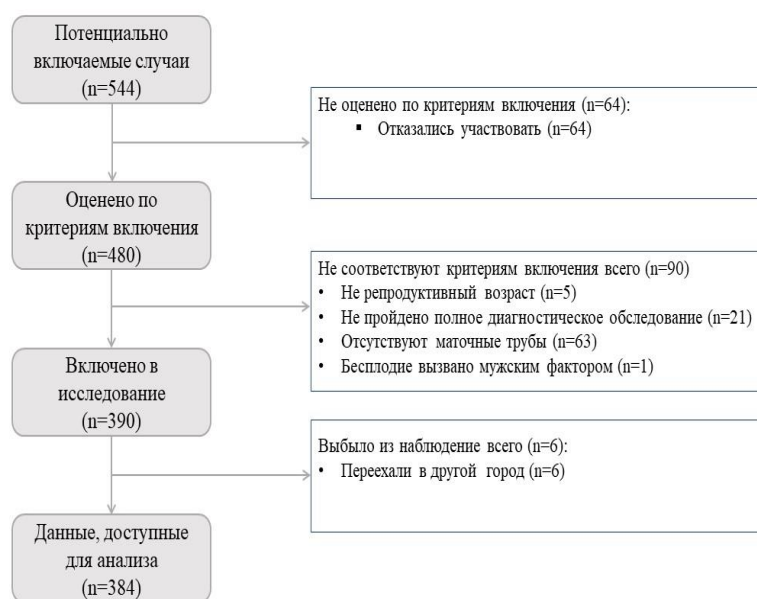 Потенциально
включаемые случаи
(n=544)
Не оценено по критериям включения (n=64):
▪ Отказались участвовать (n=64)
Оценено по
критериям включения
(n=480)
Не соответствуют критериям включения всего (n=90)
• Не репродуктивный возраст (n=5)
• Не пройдено полное диагностическое обследование (n=21)
• Отсутствуют маточные трубы (n=63)
• Бесплодие вызвано мужским фактором (n=1)
Включено в
исследование
(n=390)
Выбыло из наблюдение всего (n=6):
• Переехали в другой город (n=6)
Данные, доступные
для анализа
(n=384)